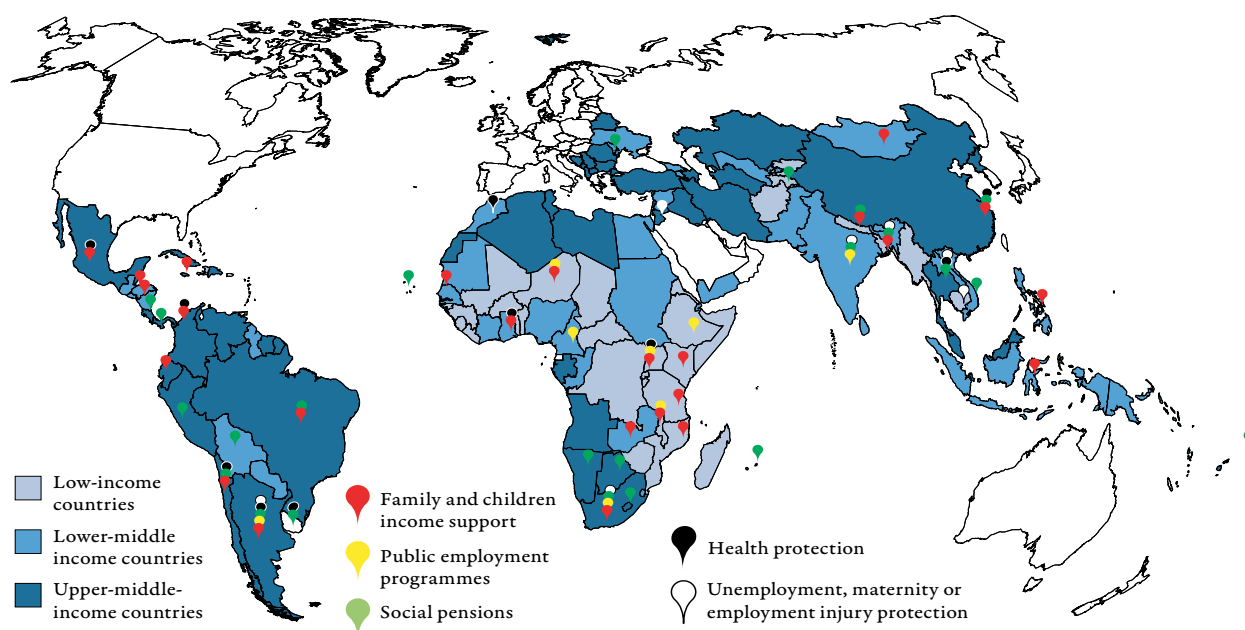 Low-income
countries
Lower-middle
income countries
Upper-middle-
income countries
Family and children
income support
Public employment
programmes
Social pensions
Health protection
Unemployment, maternity or
employment injury protection